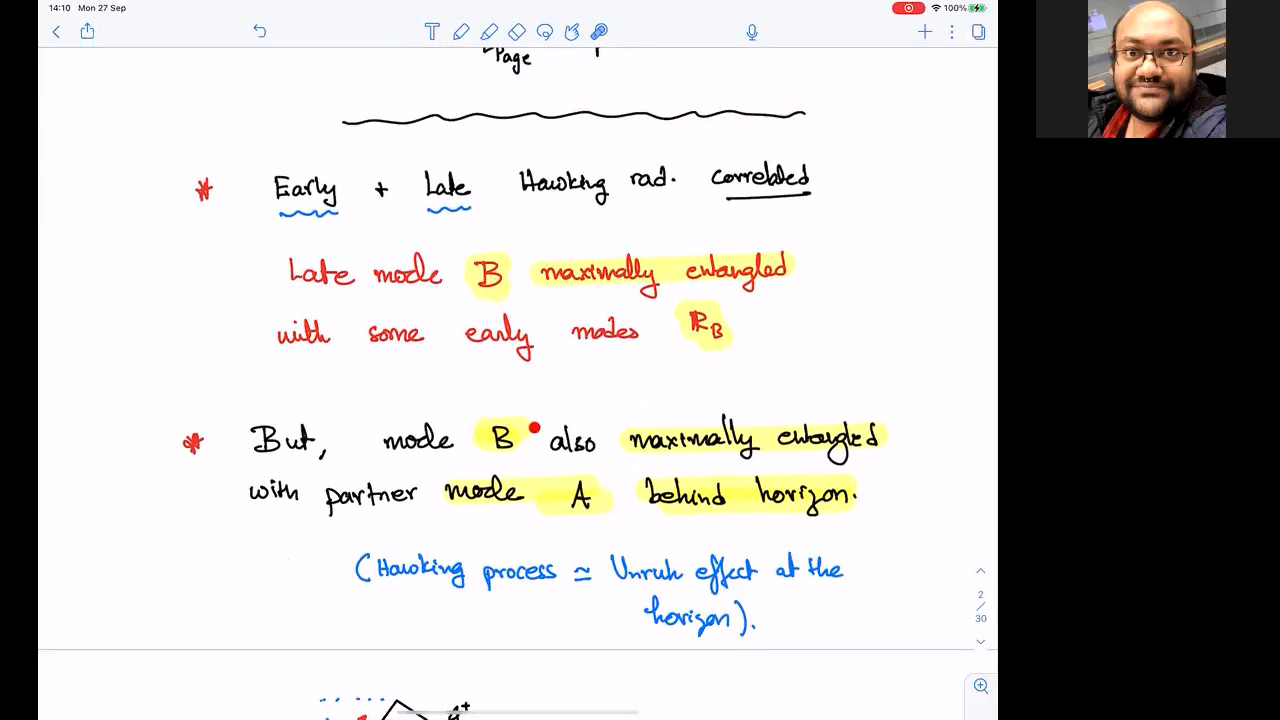 14:10 Mon 27 Sep
100%
Page
Early + Late Hawking rad. correlated
Late mode B maximally entangled
with some early modes R_B
But, mode B also maximally entangled
with partner mode A behind horizon.
(Hawking process ≃ Unruh effect at the
horizon).
2
/
30